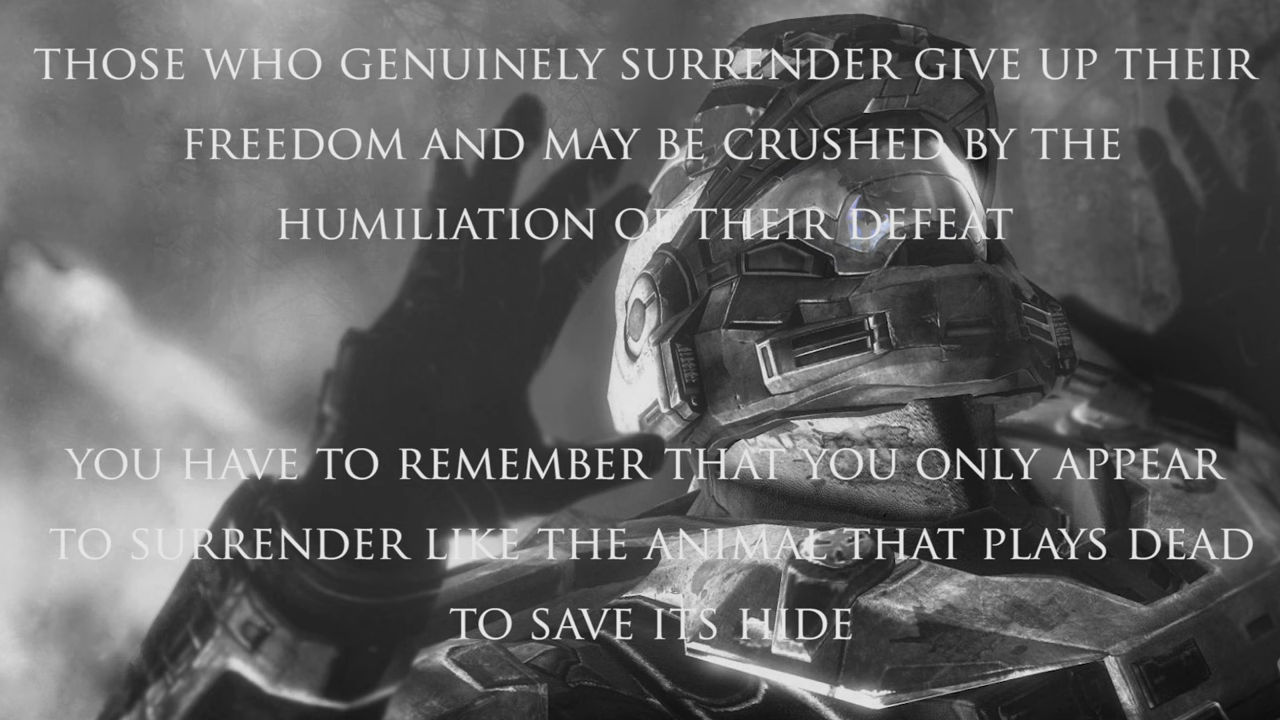 THOSE WHO GENUINELY SURRENDER GIVE UP THEIR
FREEDOM AND MAY BE CRUSHED BY THE
HUMILIATION OF THEIR DEFEAT
YOU HAVE TO REMEMBER THAT YOU ONLY APPEAR
TO SURRENDER LIKE THE ANIMAL THAT PLAYS DEAD
TO SAVE ITS HIDE